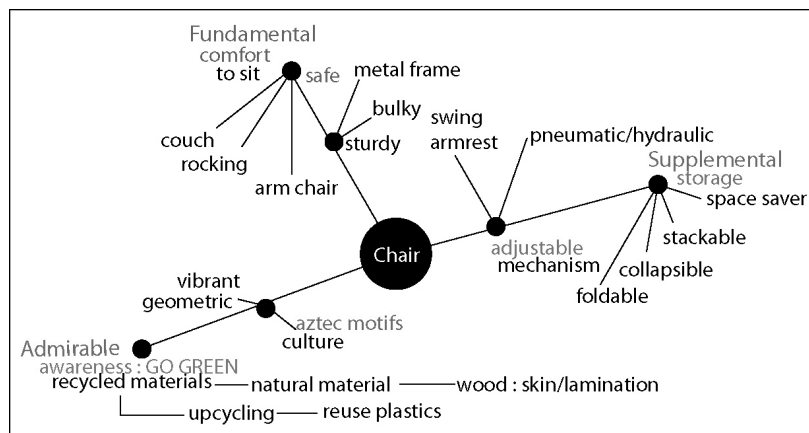 Fundamental
comfort
to sit
safe
metal frame
bulky
sturdy
couch
rocking
arm chair
swing
armrest
pneumatic/hydraulic
Supplemental
storage
space saver
stackable
collapsible
foldable
adjustable
mechanism
Chair
vibrant
geometric
aztec motifs
culture
Admirable
awareness : GO GREEN
recycled materials
natural material
wood : skin/lamination
upcycling
reuse plastics